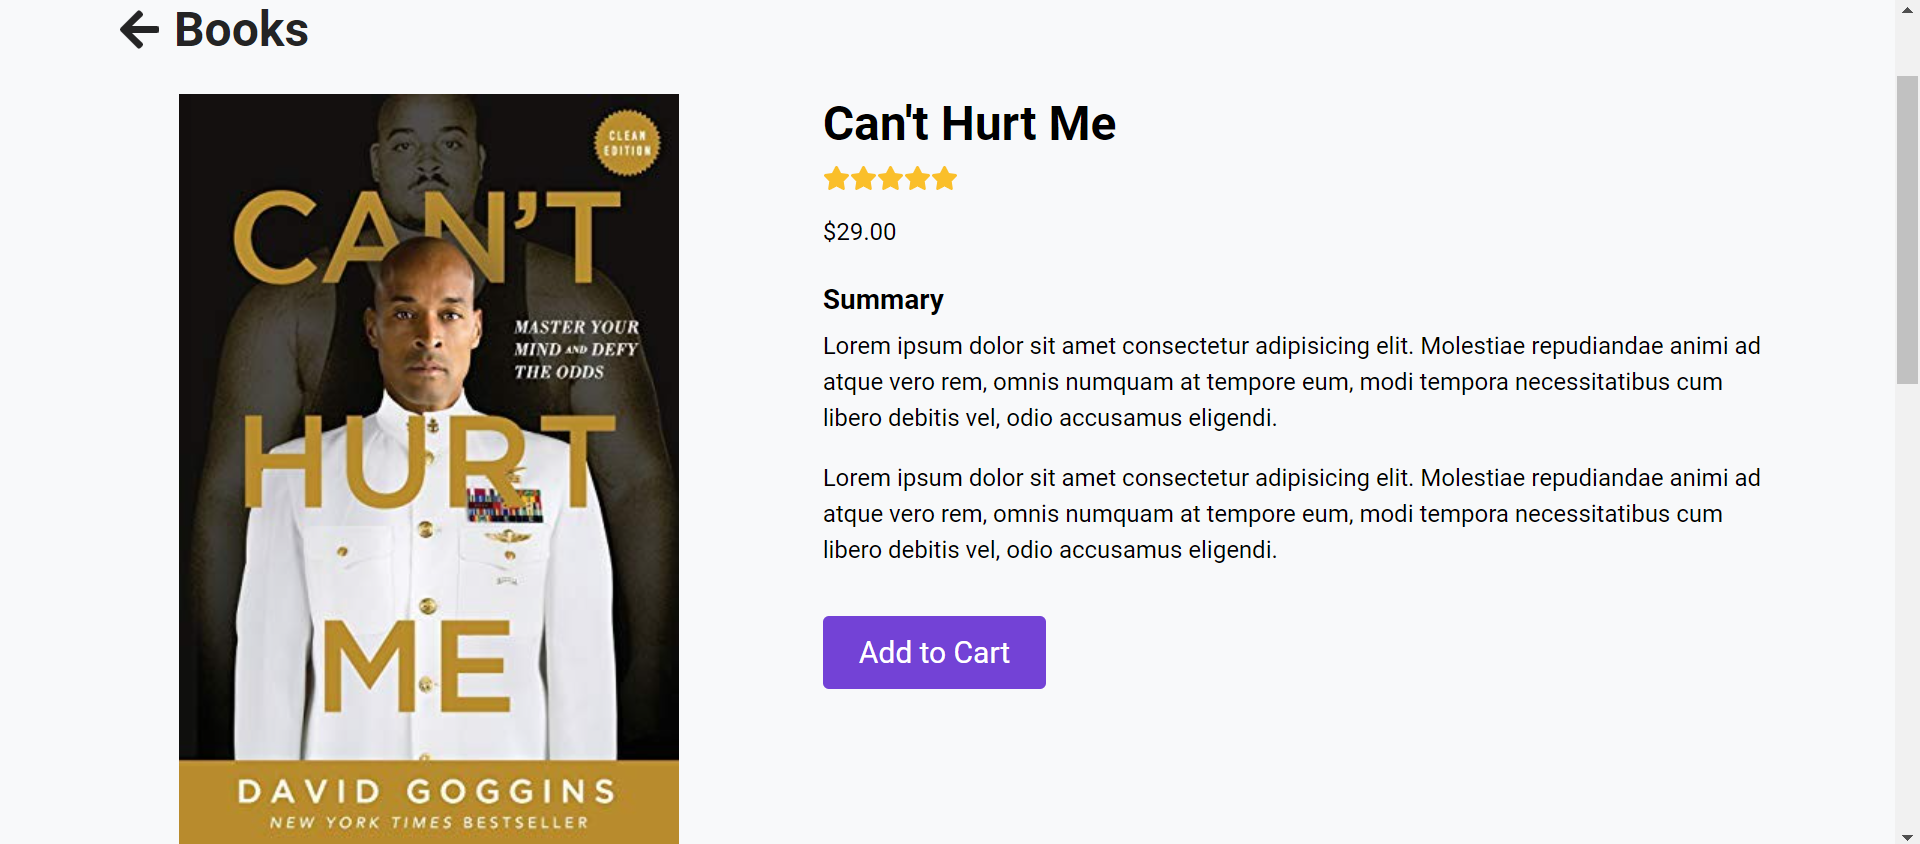 Books
CLEAN
EDITION
CAN'T
MASTER YOUR
MIND AND DEFY
THE ODDS
HURT
ME
DAVID GOGGINS
NEW YORK TIMES BESTSELLER
Can't Hurt Me
$29.00
Summary
Lorem ipsum dolor sit amet consectetur adipisicing elit. Molestiae repudiandae animi ad
atque vero rem, omnis numquam at tempore eum, modi tempora necessitatibus cum
libero debitis vel, odio accusamus eligendi.
Lorem ipsum dolor sit amet consectetur adipisicing elit. Molestiae repudiandae animi ad
atque vero rem, omnis numquam at tempore eum, modi tempora necessitatibus cum
libero debitis vel, odio accusamus eligendi.
Add to Cart